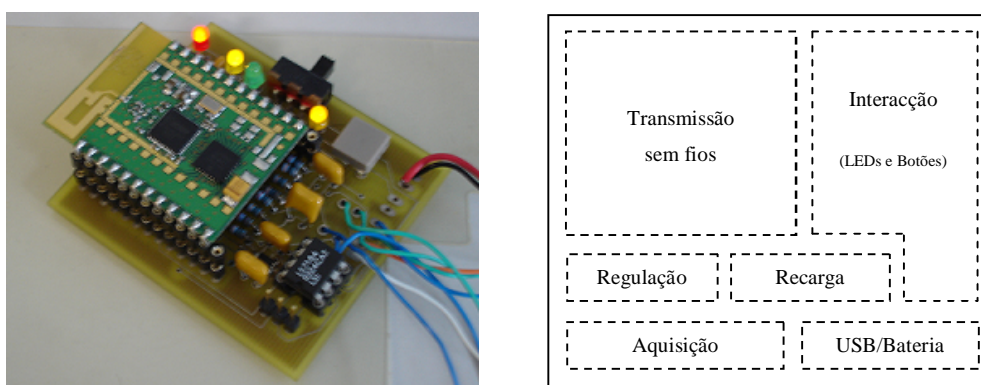 Transmissão
sem fios
Interacção
(LEDs e Botões)
Regulação
Recarga
Aquisição
USB/Bateria